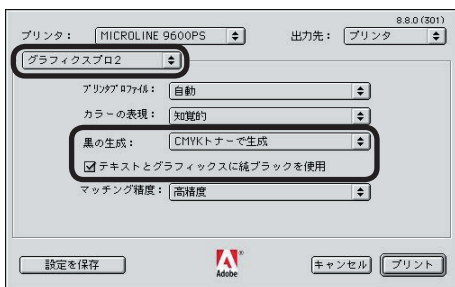 8.8.0 (301)
プリンタ： MICROLINE 9600PS 出力先： プリンタ
グラフィクスプロ2
プリンタプロファイル： 自動
カラーの表現： 知覚的
黒の生成： CMYKトナーで生成
テキストとグラフィックスに純ブラックを使用
マッチング精度： 高精度
設定を保存 Adobe キャンセル プリント